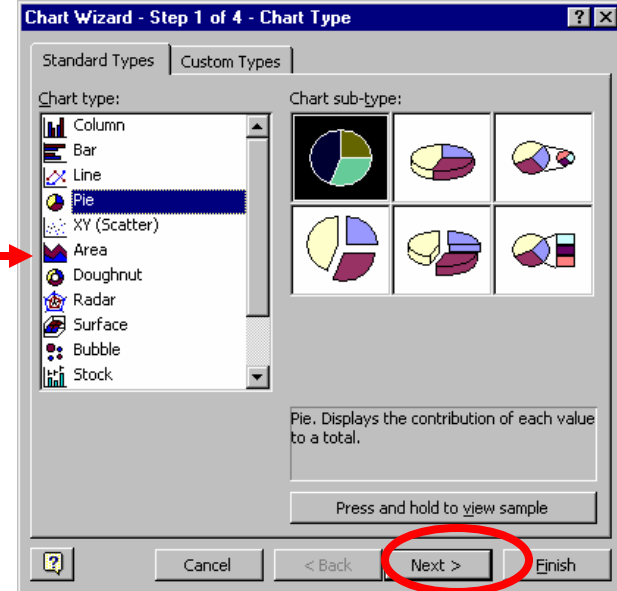 Chart Wizard - Step 1 of 4 - Chart Type
Standard Types
Custom Types
Chart type:
Column
Bar
Line
Pie
XY (Scatter)
Area
Doughnut
Radar
Surface
Bubble
Stock
Chart sub-type:
Pie. Displays the contribution of each value
to a total.
Press and hold to view sample
Cancel
< Back
Next >
Finish